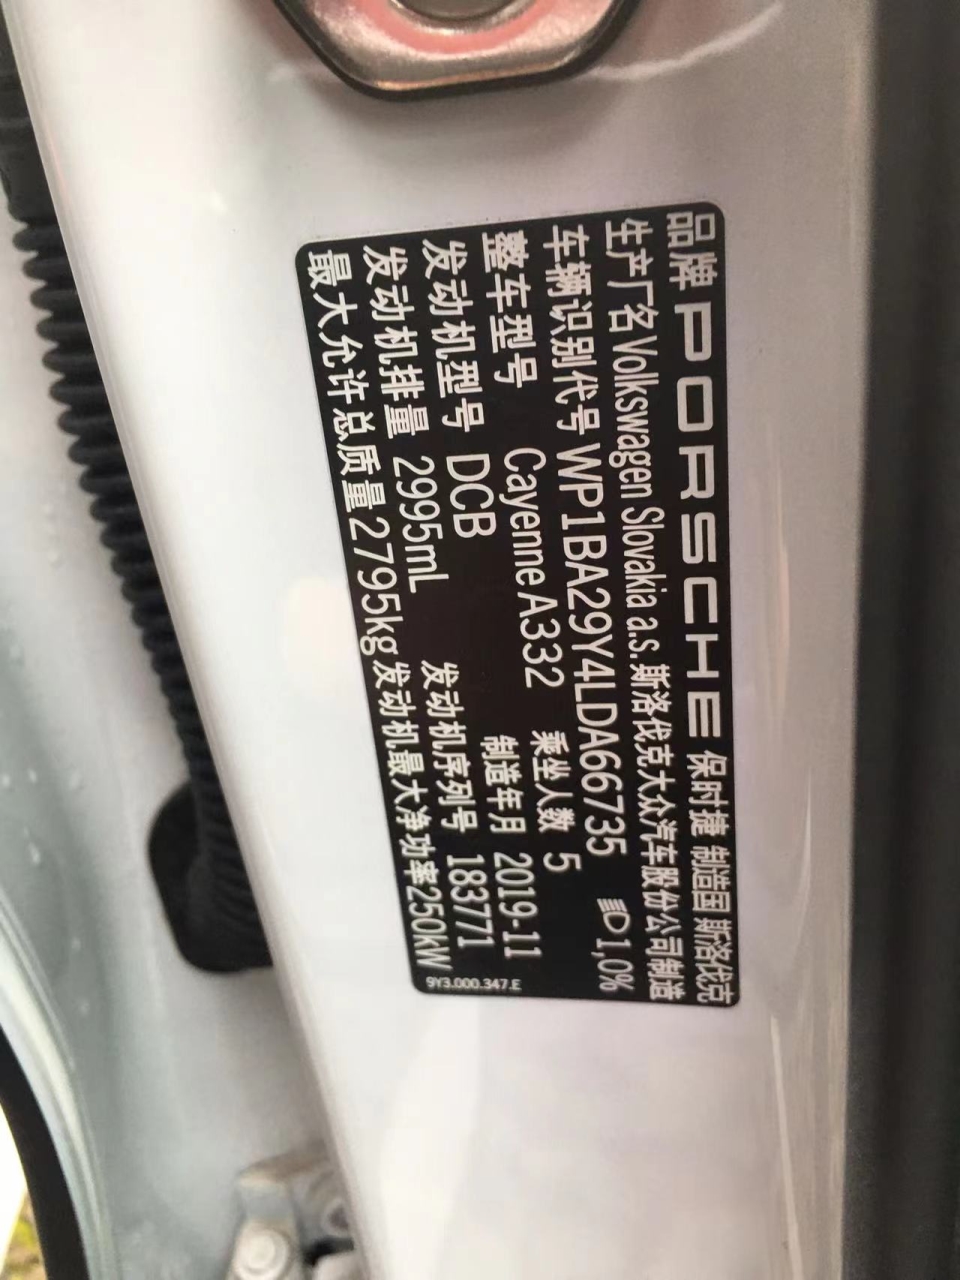 品牌 PORSCHE 保时捷 制造国 斯洛伐克
生产厂名 Volkswagen Slovakia a.s. 斯洛伐克大众汽车股份公司制造
车辆识别代号 WP1BA29Y4LDA66735 1,0%
整车型号 Cayenne A332 乘坐人数 5
发动机型号 DCB 制造年月 2019-11
发动机排量 2995mL 发动机序列号 183771
最大允许总质量 2795kg 发动机最大净功率 250kW
9Y3.000.347.E